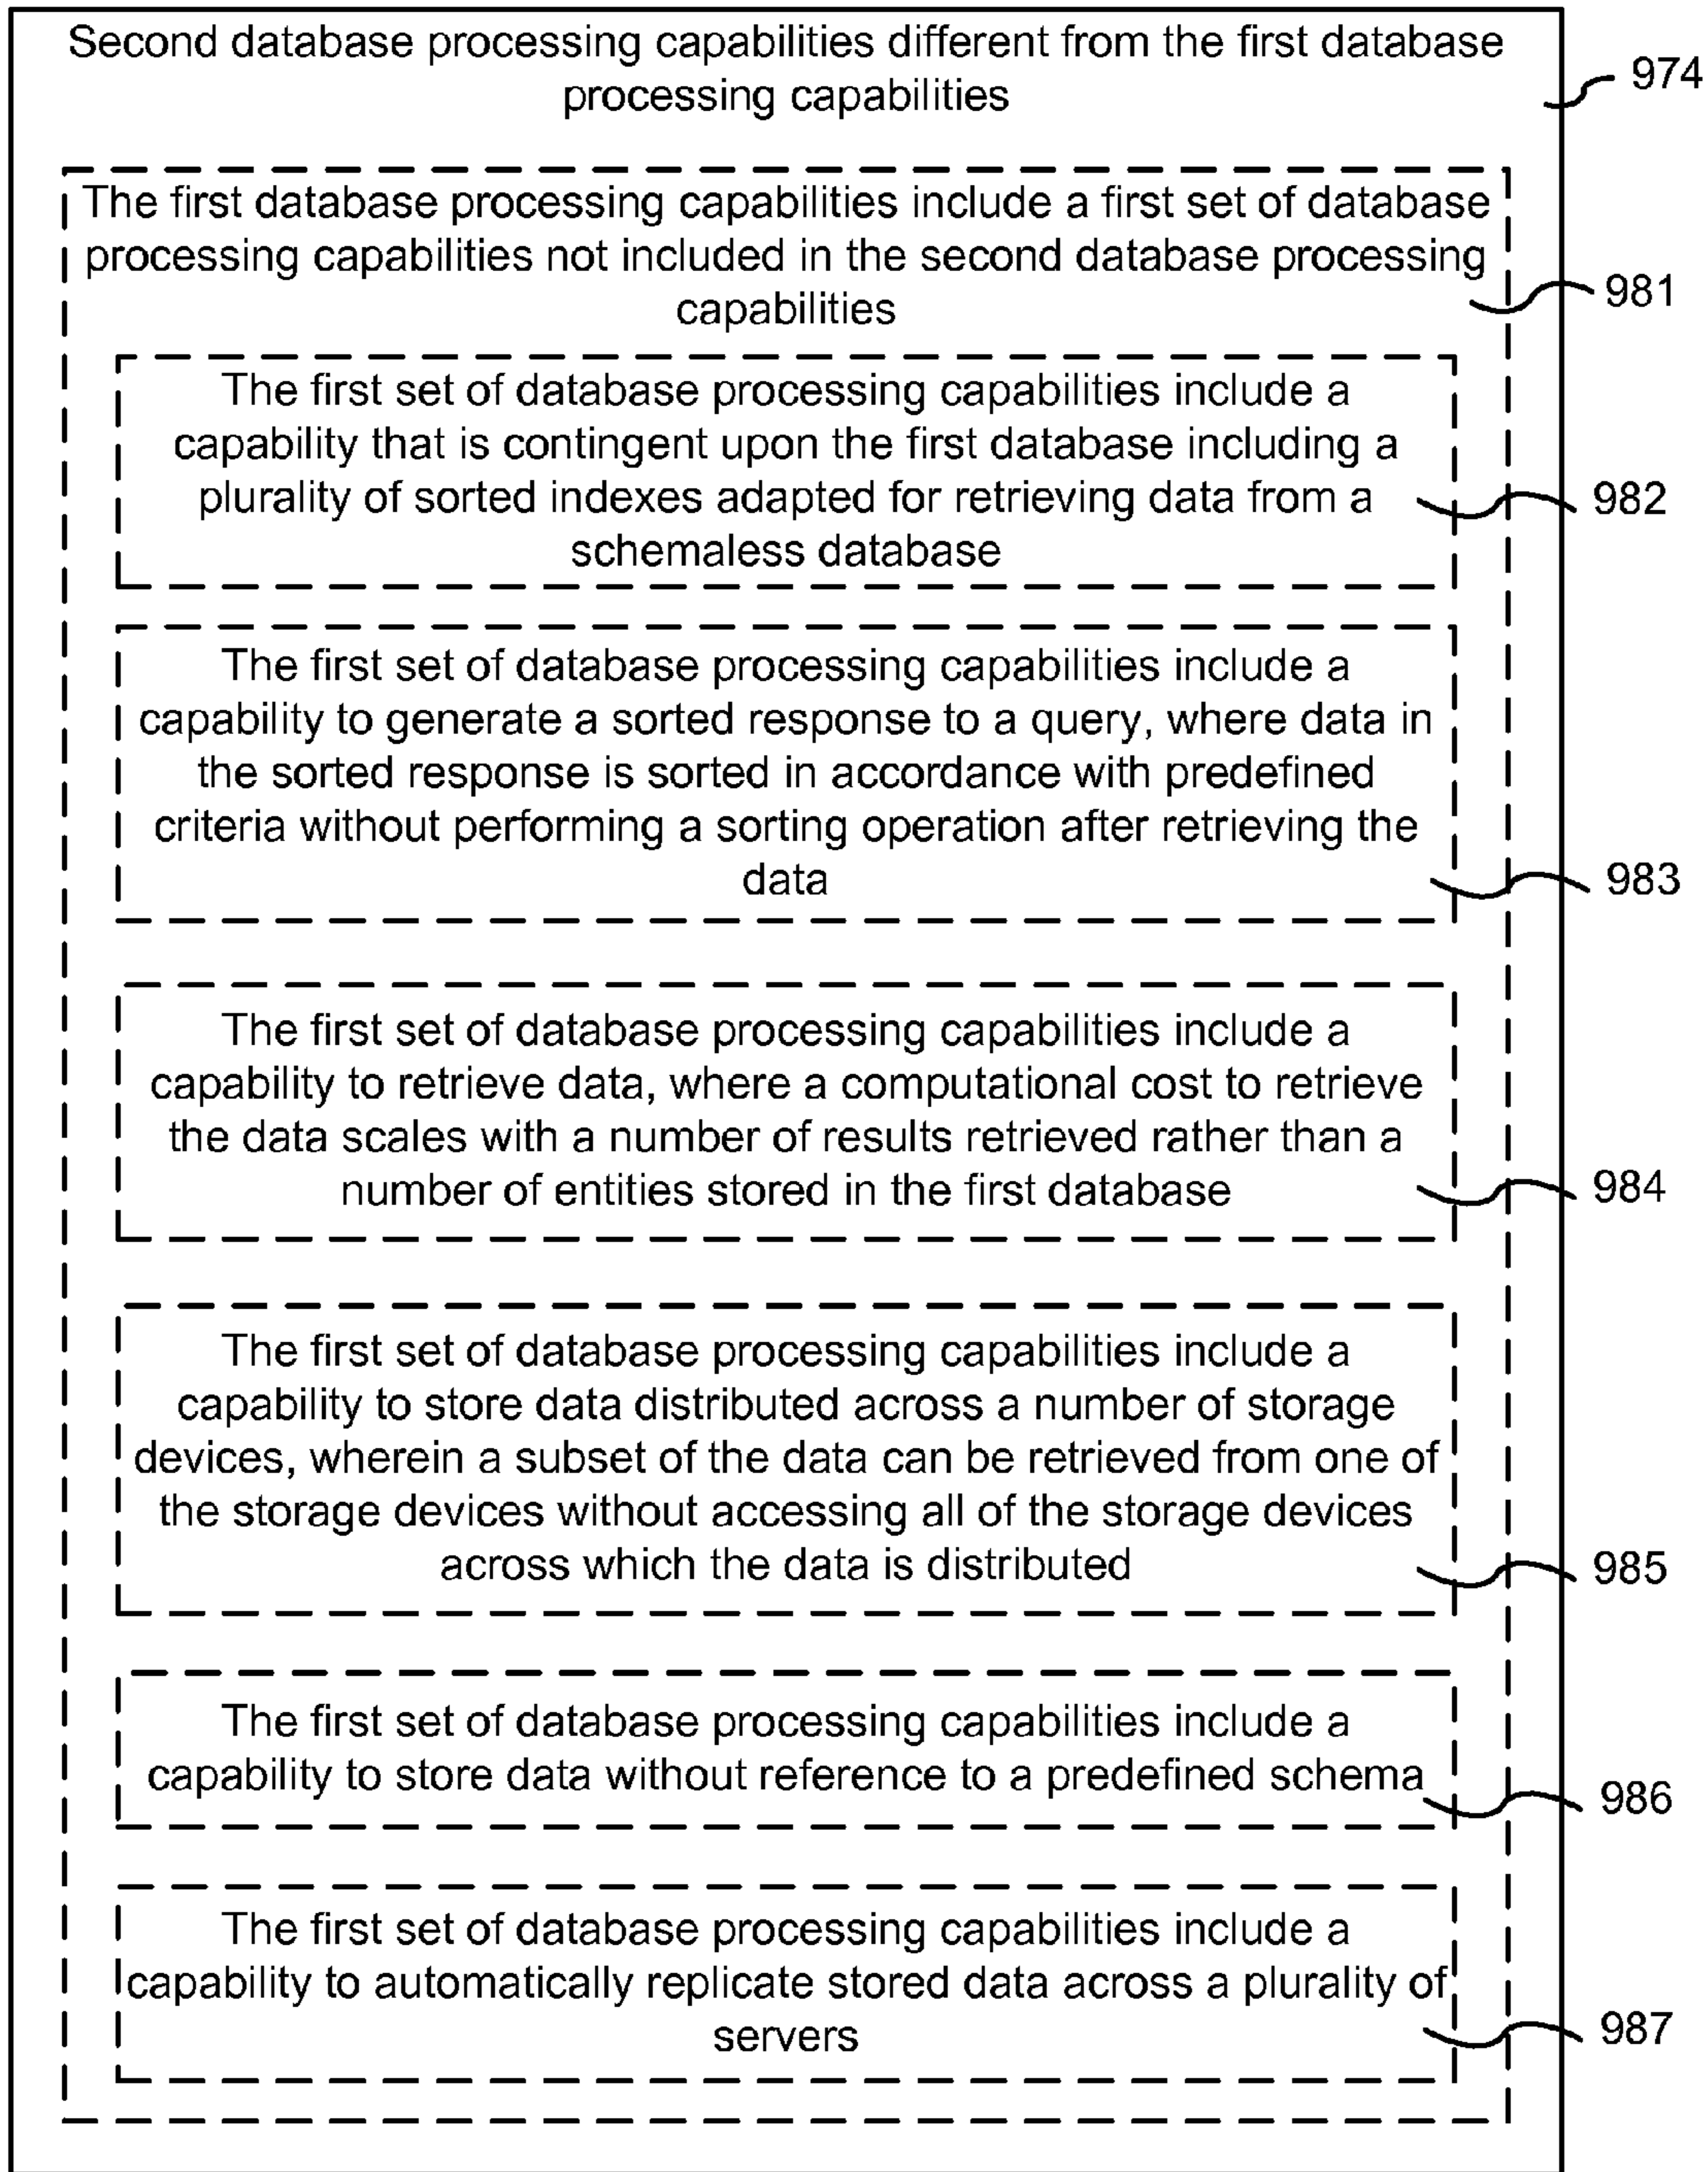 Second database processing capabilities different from the first database
processing capabilities
974
The first database processing capabilities include a first set of database
processing capabilities not included in the second database processing
capabilities
981
The first set of database processing capabilities include a
capability that is contingent upon the first database including a
plurality of sorted indexes adapted for retrieving data from a
schemaless database
982
The first set of database processing capabilities include a
capability to generate a sorted response to a query, where data in
the sorted response is sorted in accordance with predefined
criteria without performing a sorting operation after retrieving the
data
983
The first set of database processing capabilities include a
capability to retrieve data, where a computational cost to retrieve
the data scales with a number of results retrieved rather than a
number of entities stored in the first database
984
The first set of database processing capabilities include a
capability to store data distributed across a number of storage
devices, wherein a subset of the data can be retrieved from one of
the storage devices without accessing all of the storage devices
across which the data is distributed
985
The first set of database processing capabilities include a
capability to store data without reference to a predefined schema
986
The first set of database processing capabilities include a
capability to automatically replicate stored data across a plurality of
servers
987